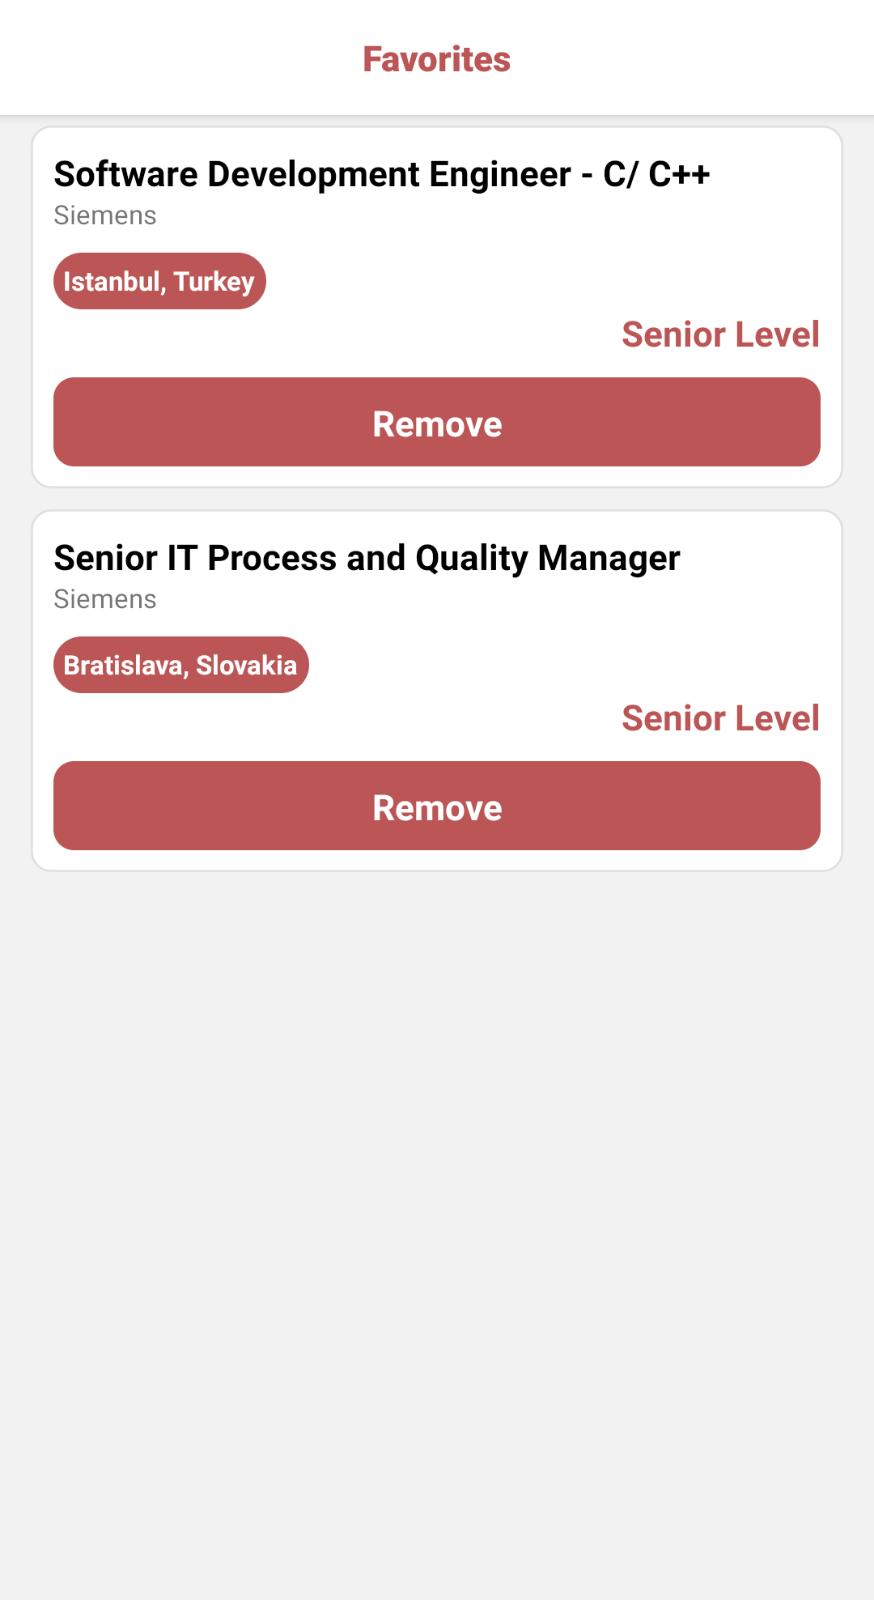 Favorites
Software Development Engineer - C/ C++
Siemens
Istanbul, Turkey
Senior Level
Remove
Senior IT Process and Quality Manager
Siemens
Bratislava, Slovakia
Senior Level
Remove